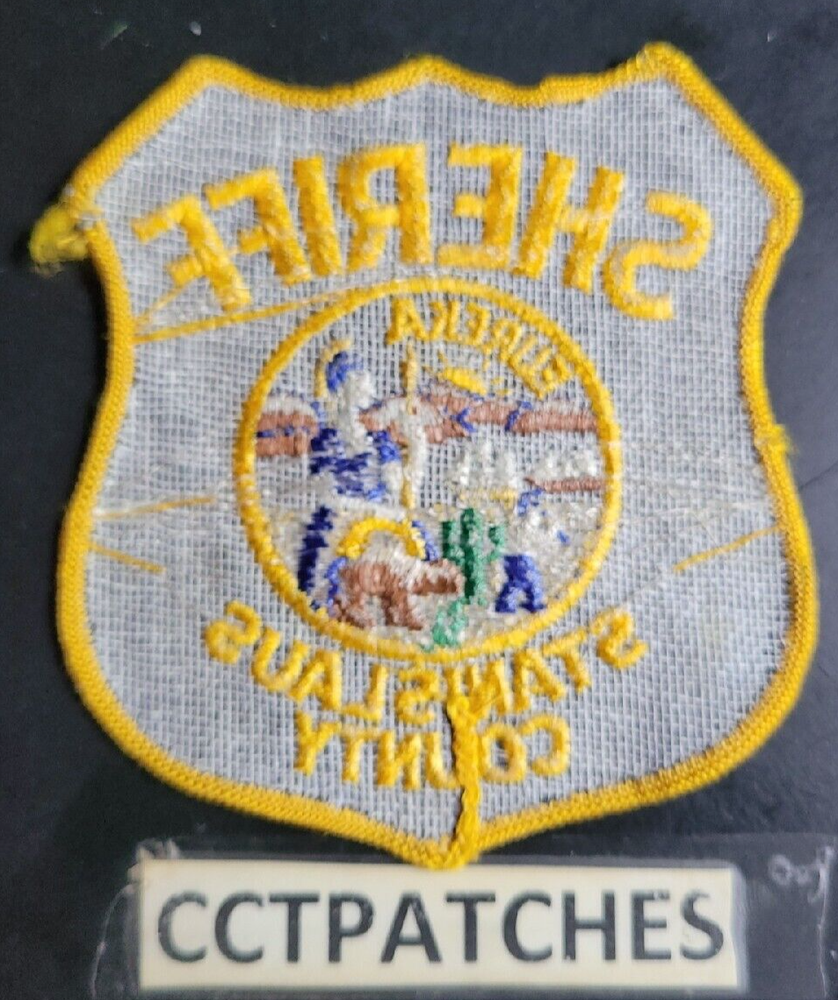 SHERIFF
EUREKA
STANISLAUS
COUNTY
CCTPATCHES